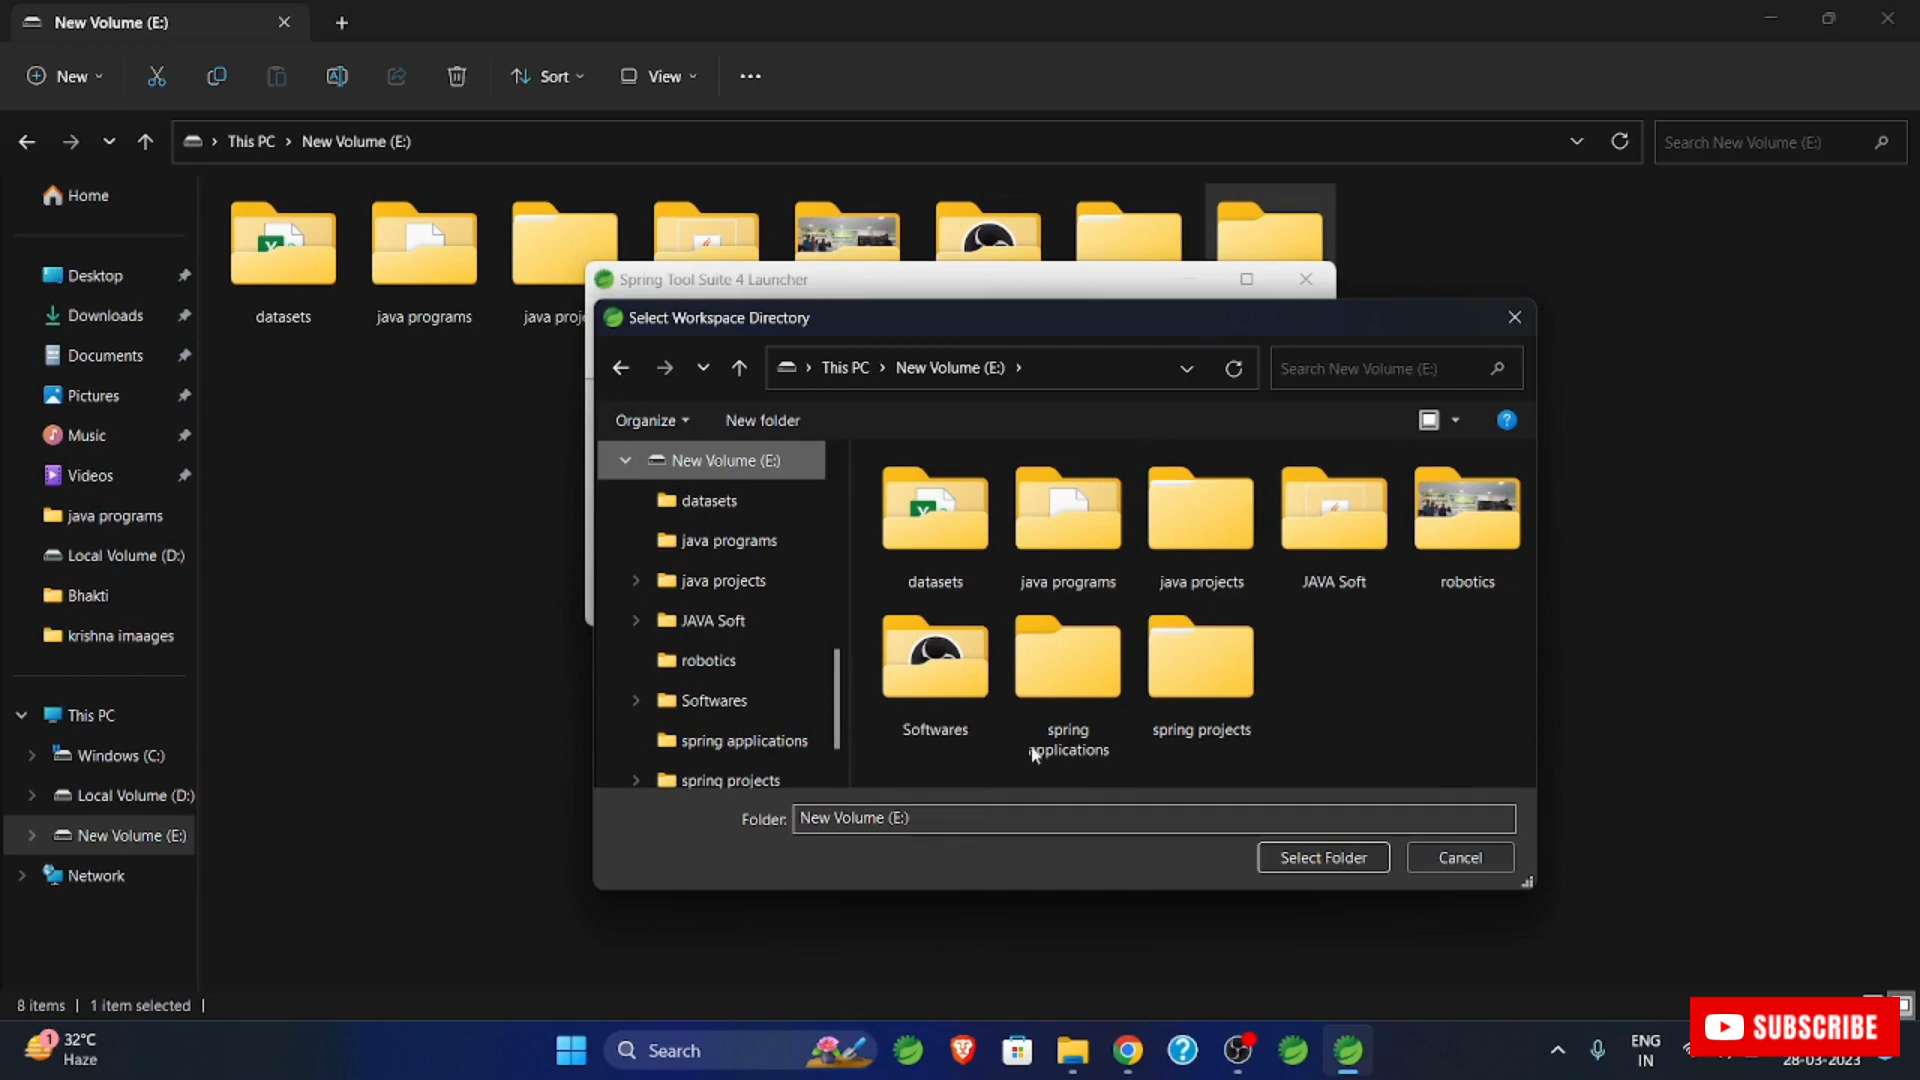 New Volume (E:)
New
Sort
View
This PC
New Volume (E:)
Search New Volume (E:)
Home
Desktop
Downloads
Documents
Pictures
Music
Videos
java programs
Local Volume (D:)
Bhakti
krishna imaages
This PC
Windows (C:)
Local Volume (D:)
New Volume (E:)
Network
datasets
java programs
java proje
Spring Tool Suite 4 Launcher
Select Workspace Directory
This PC
New Volume (E:)
Search New Volume (E:)
Organize
New folder
New Volume (E:)
datasets
java programs
java projects
JAVA Soft
robotics
Softwares
spring applications
spring projects
datasets
java programs
java projects
JAVA Soft
robotics
Softwares
spring
applications
spring projects
Folder:
New Volume (E:)
Select Folder
Cancel
8 items
1 item selected
SUBSCRIBE
1
32°C
Haze
Search
ENG
IN
28-03-2023